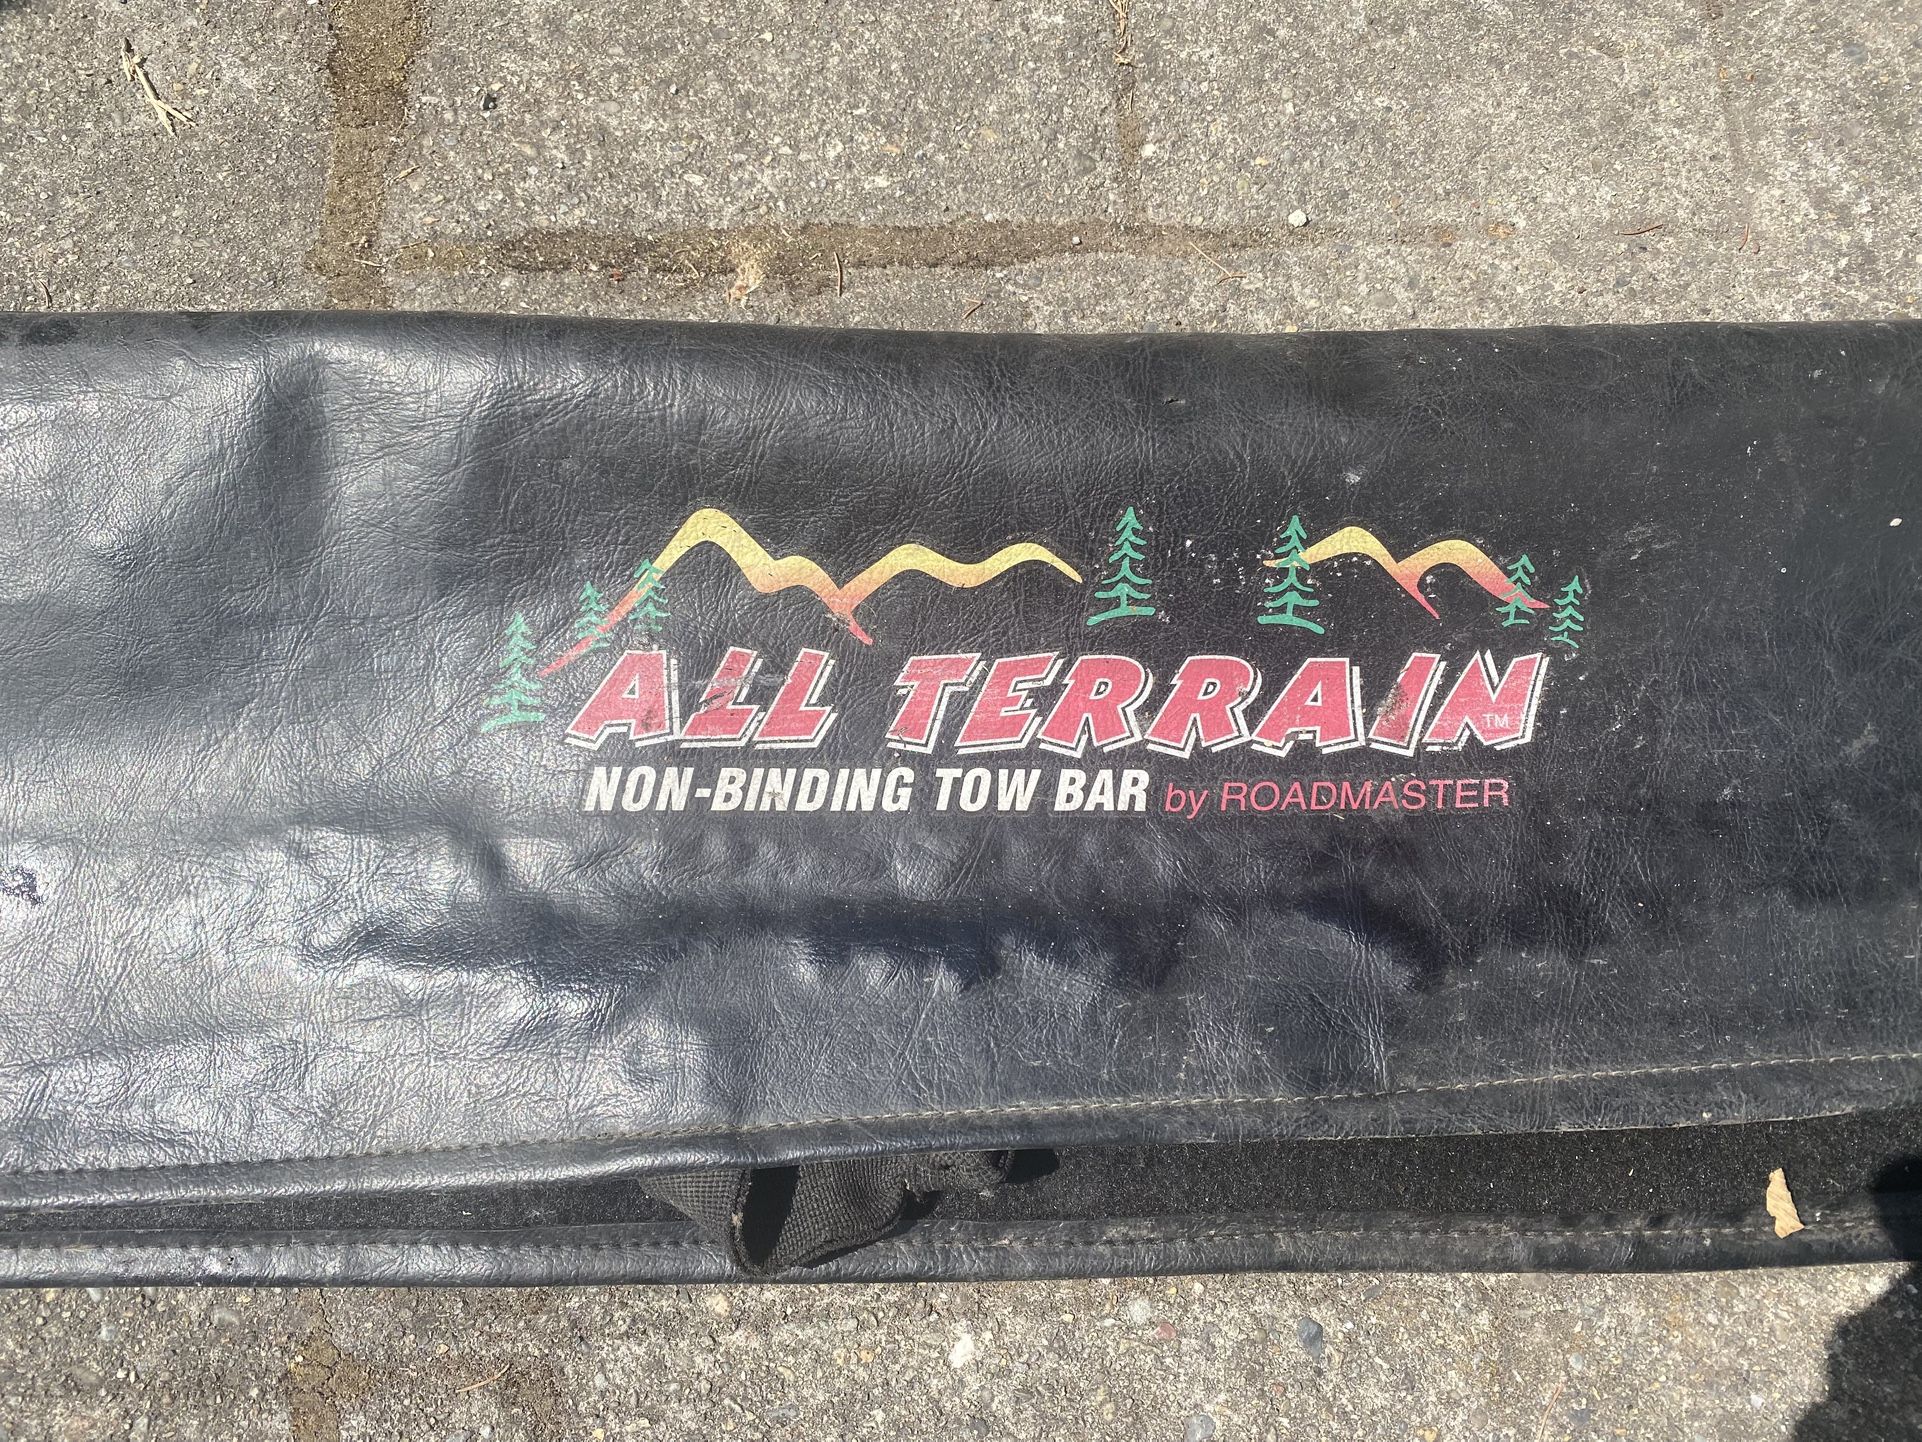 ALL TERRAIN™
NON-BINDING TOW BAR by ROADMASTER